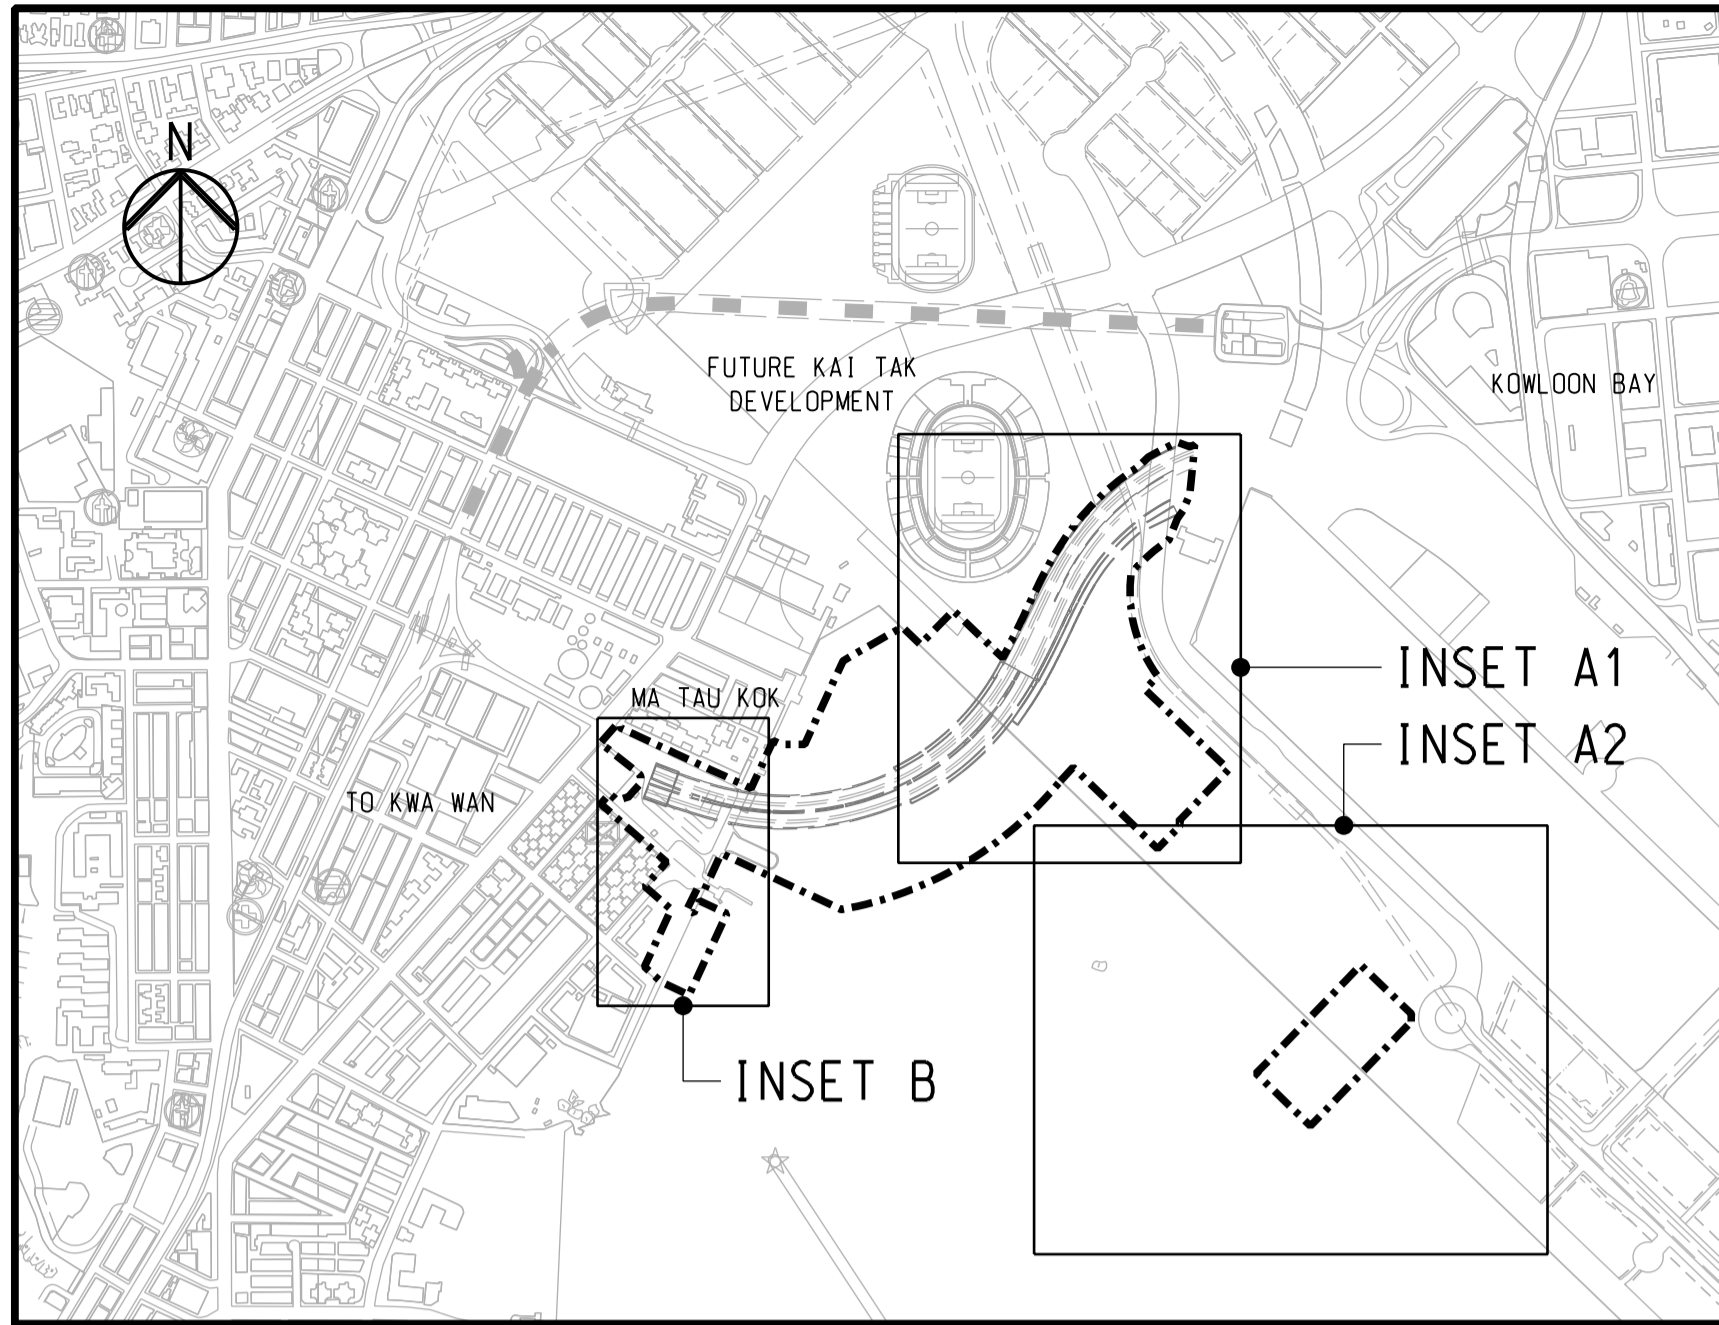 N
FUTURE KAI TAK
DEVELOPMENT
KOWLOON BAY
INSET A1
MA TAU KOK
INSET A2
TO KWA WAN
INSET B